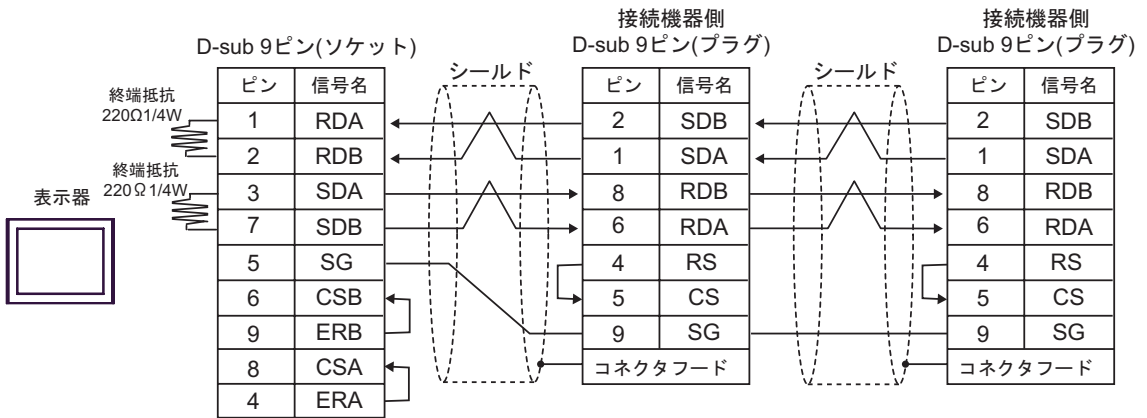 接続機器側
D-sub 9ピン(プラグ)
接続機器側
D-sub 9ピン(プラグ)
D-sub 9ピン(ソケット)
シールド
シールド
終端抵抗
220Ω1/4W
終端抵抗
220Ω1/4W
表示器
ピン 信号名
1 RDA
2 RDB
3 SDA
7 SDB
5 SG
6 CSB
9 ERB
8 CSA
4 ERA
ピン 信号名
2 SDB
1 SDA
8 RDB
6 RDA
4 RS
5 CS
9 SG
コネクタフード
ピン 信号名
2 SDB
1 SDA
8 RDB
6 RDA
4 RS
5 CS
9 SG
コネクタフード